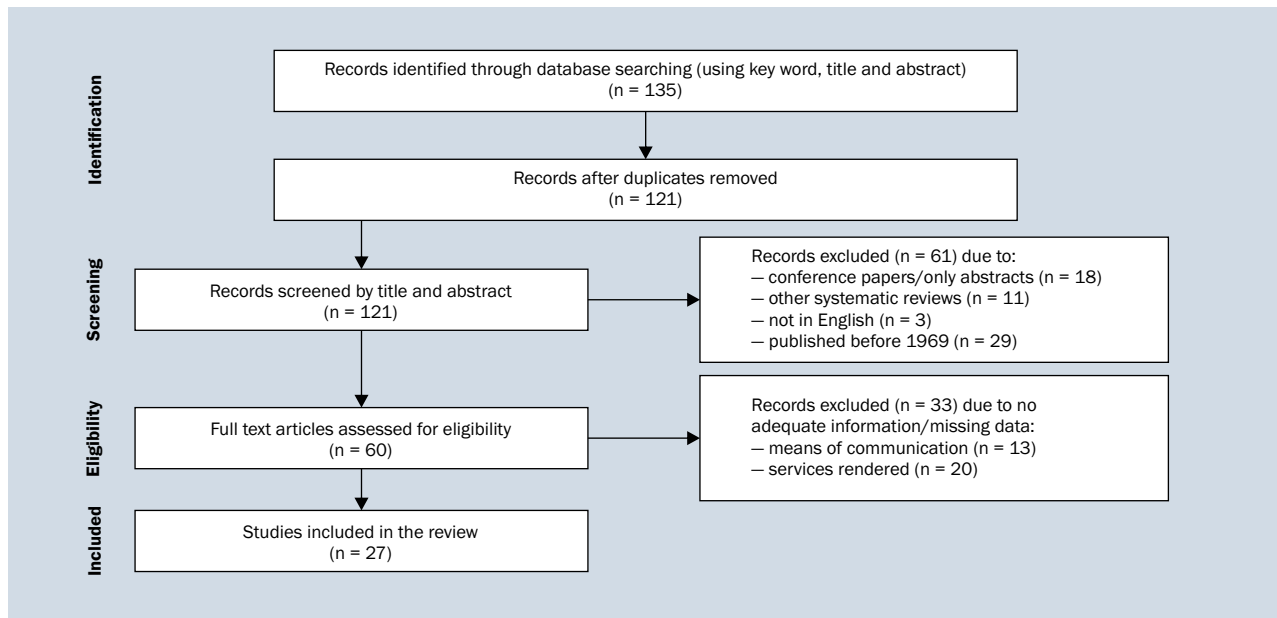 Identification
Records identified through database searching (using key word, title and abstract)
(n = 135)
Records after duplicates removed
(n = 121)
Screening
Records screened by title and abstract
(n = 121)
Records excluded (n = 61) due to:
— conference papers/only abstracts (n = 18)
— other systematic reviews (n = 11)
— not in English (n = 3)
— published before 1969 (n = 29)
Eligibility
Full text articles assessed for eligibility
(n = 60)
Records excluded (n = 33) due to no
adequate information/missing data:
— means of communication (n = 13)
— services rendered (n = 20)
Included
Studies included in the review
(n = 27)